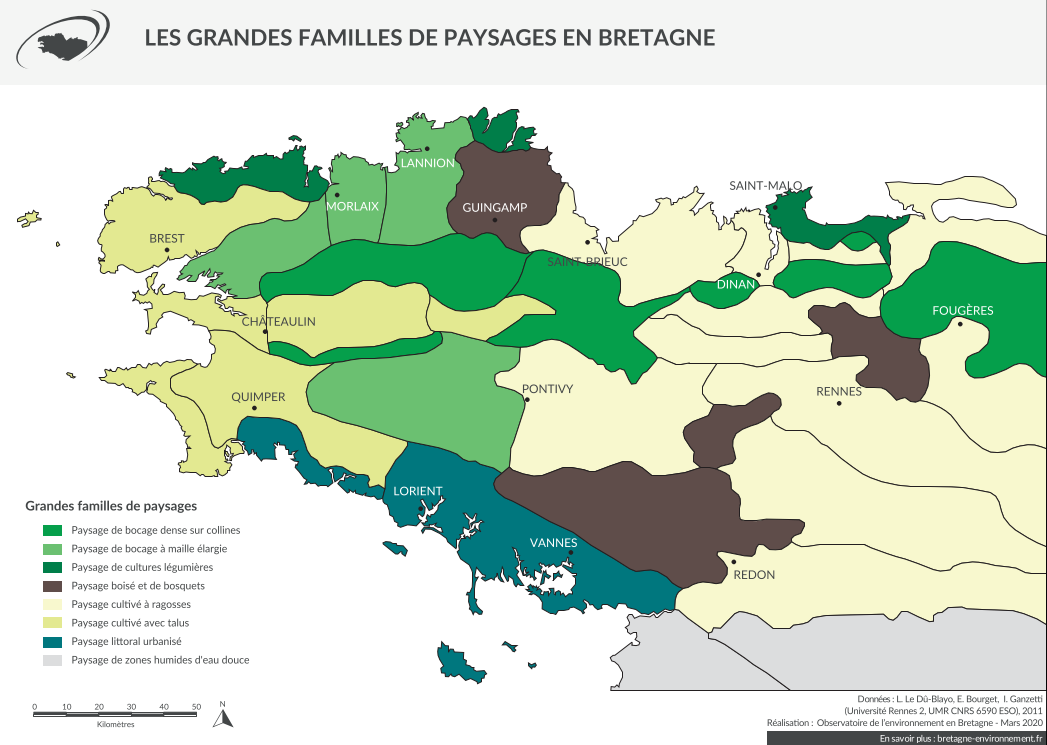 LES GRANDES FAMILLES DE PAYSAGES EN BRETAGNE
LANNION
SAINT-MALO
MORLAIX
GUINGAMP
BREST
SAINT-BRIEUC
DINAN
CHÂTEAULIN
FOUGÈRES
QUIMPER
PONTIVY
RENNES
LORIENT
VANNES
REDON
Grandes familles de paysages
Paysage de bocage dense sur collines
Paysage de bocage à maille élargie
Paysage de cultures légumières
Paysage boisé et de bosquets
Paysage cultivé à ragosses
Paysage cultivé avec talus
Paysage littoral urbanisé
Paysage de zones humides d'eau douce
0 10 20 30 40 50
Kilomètres
N
Données : L. Le Dû-Blayo, E. Bourget, I. Ganzetti
(Université Rennes 2, UMR CNRS 6590 ESO), 2011
Réalisation : Observatoire de l'environnement en Bretagne - Mars 2020
En savoir plus : bretagne-environnement.fr